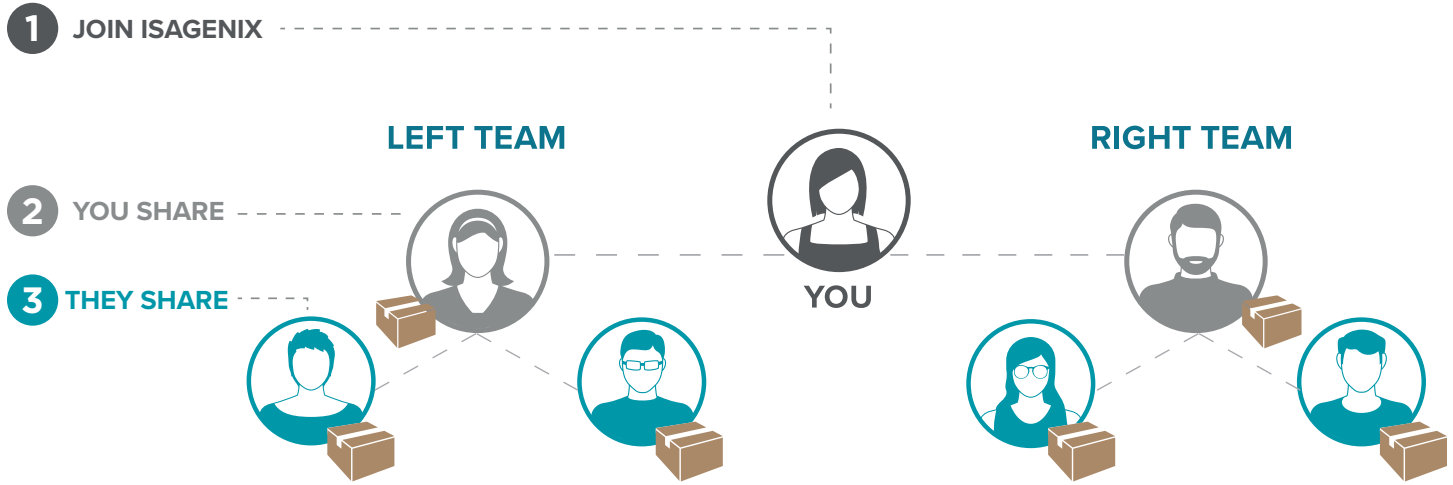 1 JOIN ISAGENIX
LEFT TEAM
RIGHT TEAM
2 YOU SHARE
YOU
3 THEY SHARE